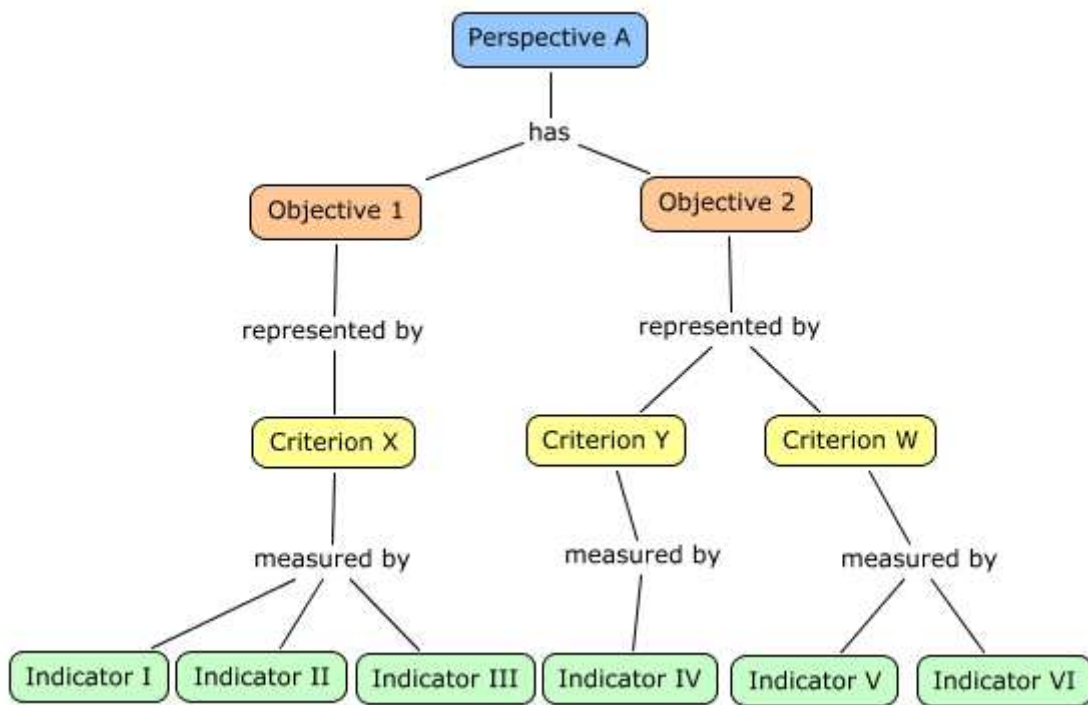 Perspective A
has
Objective 1
Objective 2
represented by
represented by
Criterion X
Criterion Y
Criterion W
measured by
measured by
measured by
Indicator I
Indicator II
Indicator III
Indicator IV
Indicator V
Indicator VI